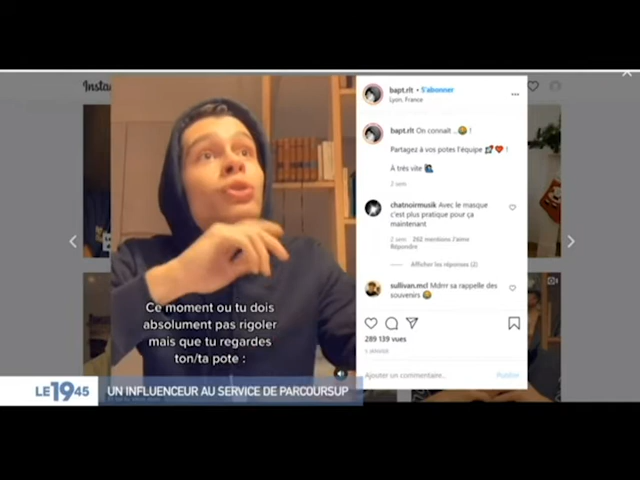 Insta
bapt.rlt • S'abonner
Lyon, France
bapt.rlt On connaît ...😂 !
Partagez à vos potes l'équipe !
À très vite
2 sem
chatnoirmusik Avec le masque
c'est plus pratique pour ça
maintenant
2 sem 262 mentions J'aime
Répondre
Afficher les réponses (2)
sullivan.mcl Mdrrr sa rappelle des
souvenirs 😂
289 139 vues
Ajouter un commentaire...
Publier
Ce moment ou tu dois
absolument pas rigoler
mais que tu regardes
ton/ta pote :
LE 19 45
UN INFLUENCEUR AU SERVICE DE PARCOURSUP